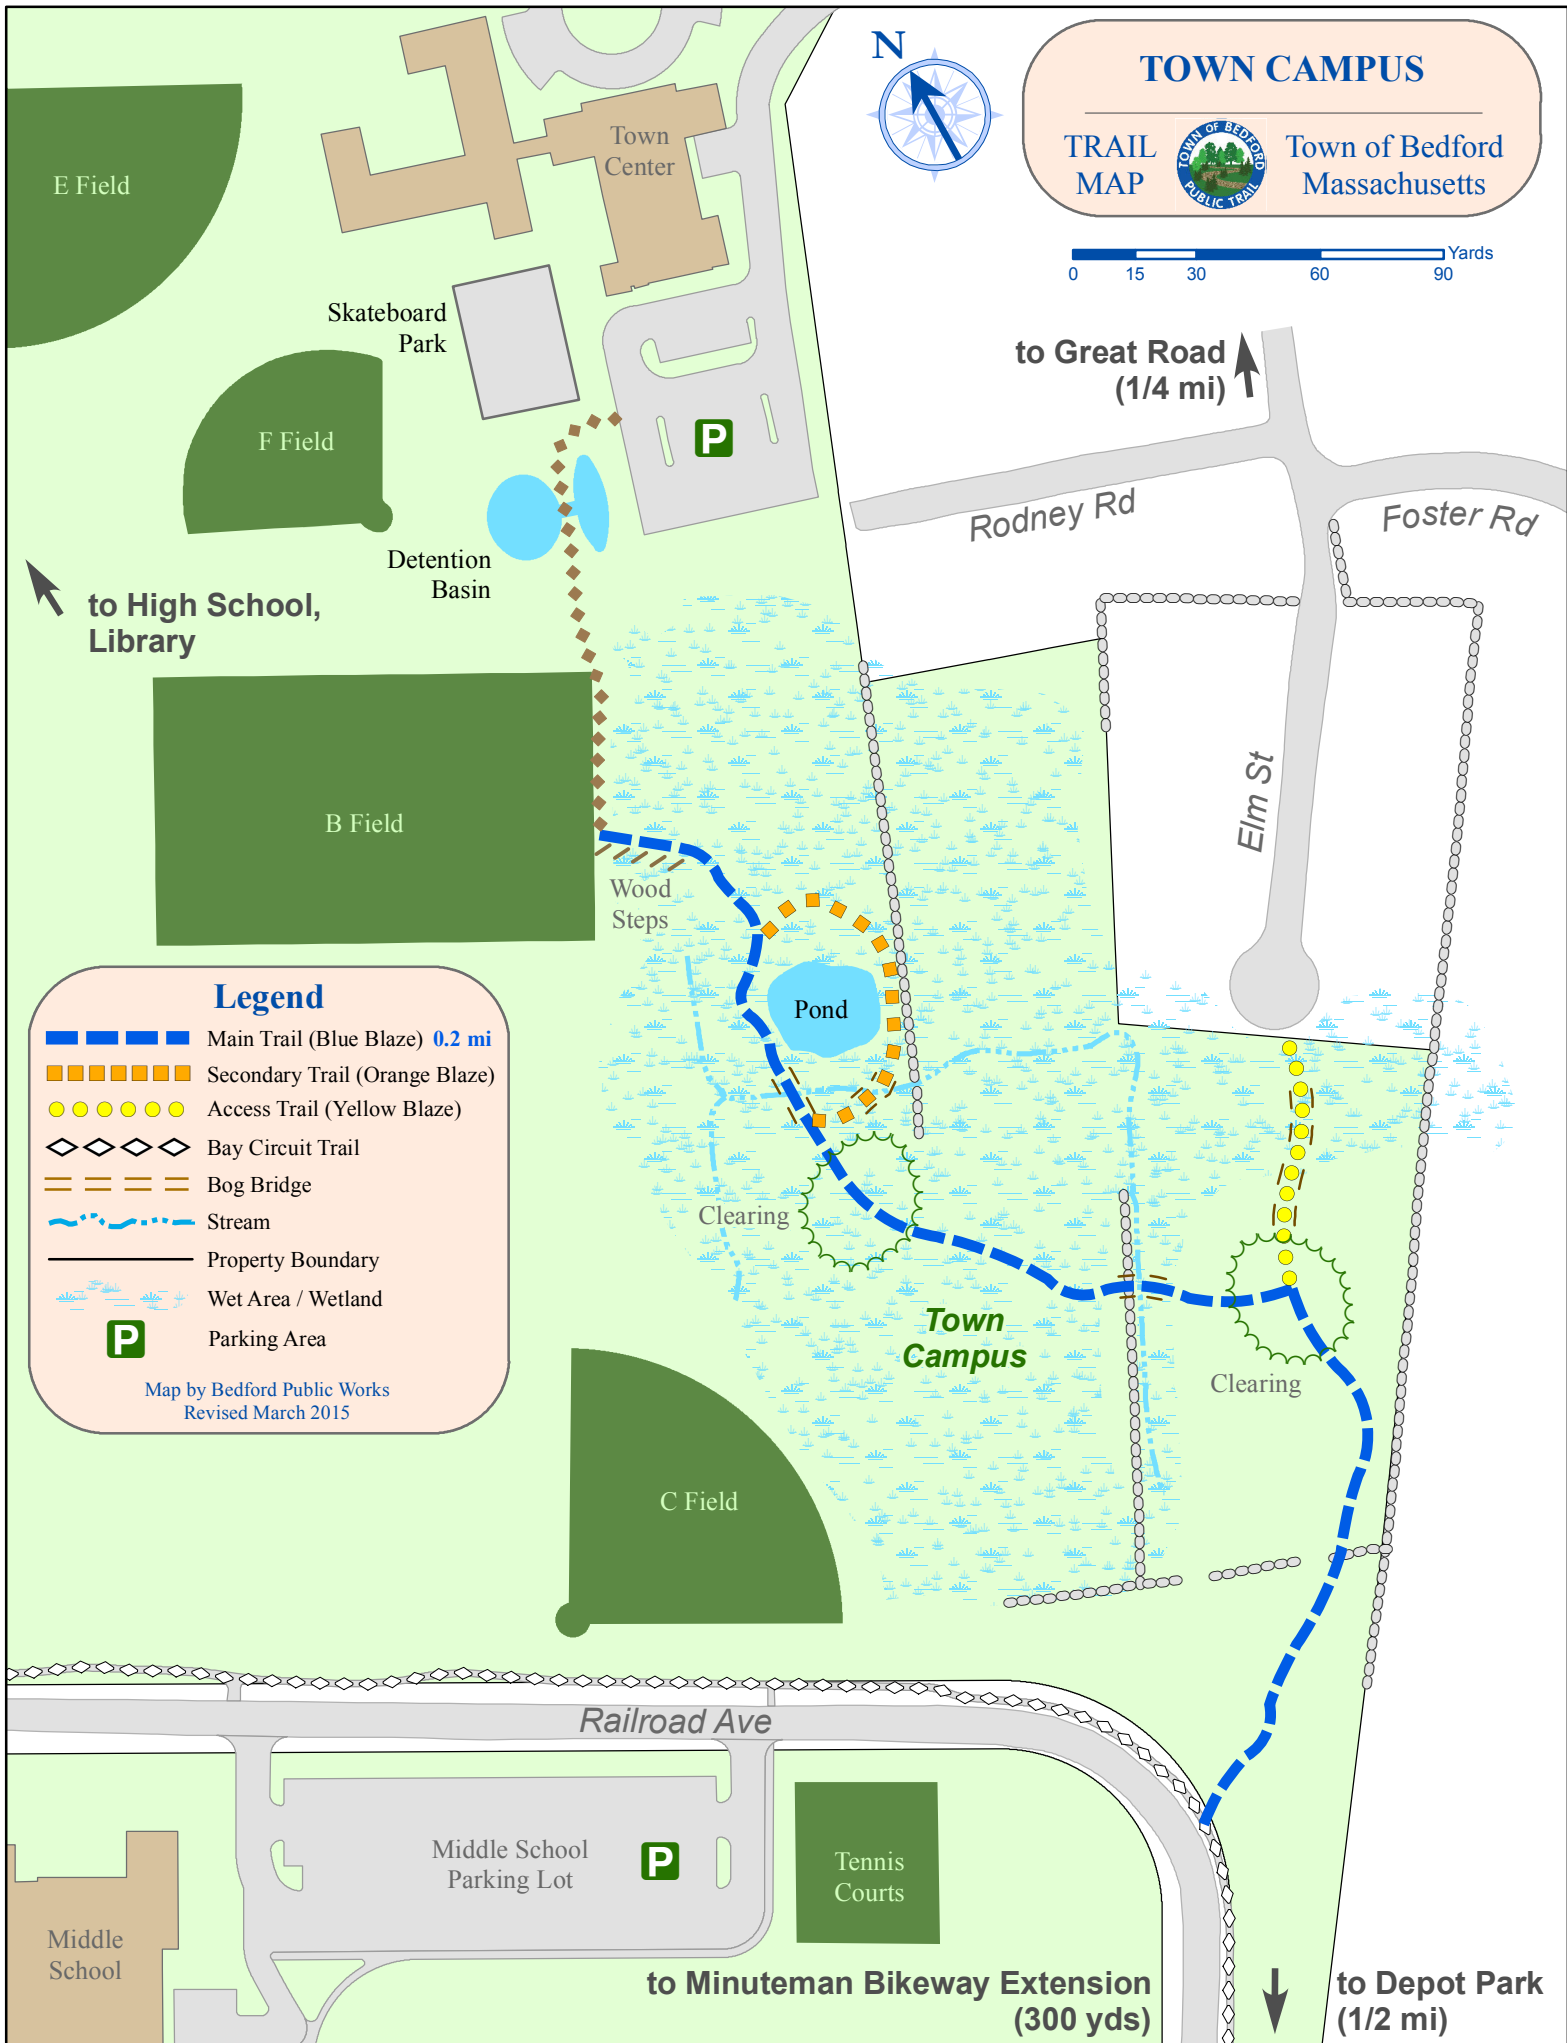 N
TOWN CAMPUS
TRAIL
MAP
TOWN OF BEDFORD
PUBLIC TRAIL
Town of Bedford
Massachusetts
Yards
0 15 30 60 90
Town
Center
E Field
Skateboard
Park
to Great Road
(1/4 mi)
F Field
P
Rodney Rd
Foster Rd
Detention
Basin
to High School,
Library
Elm St
B Field
Wood
Steps
Pond
Legend
Main Trail (Blue Blaze) 0.2 mi
Secondary Trail (Orange Blaze)
Access Trail (Yellow Blaze)
Bay Circuit Trail
Bog Bridge
Stream
Property Boundary
Wet Area / Wetland
P Parking Area
Map by Bedford Public Works
Revised March 2015
Clearing
Town
Campus
Clearing
C Field
Railroad Ave
Middle School
Parking Lot
P
Tennis
Courts
Middle
School
to Minuteman Bikeway Extension
(300 yds)
to Depot Park
(1/2 mi)